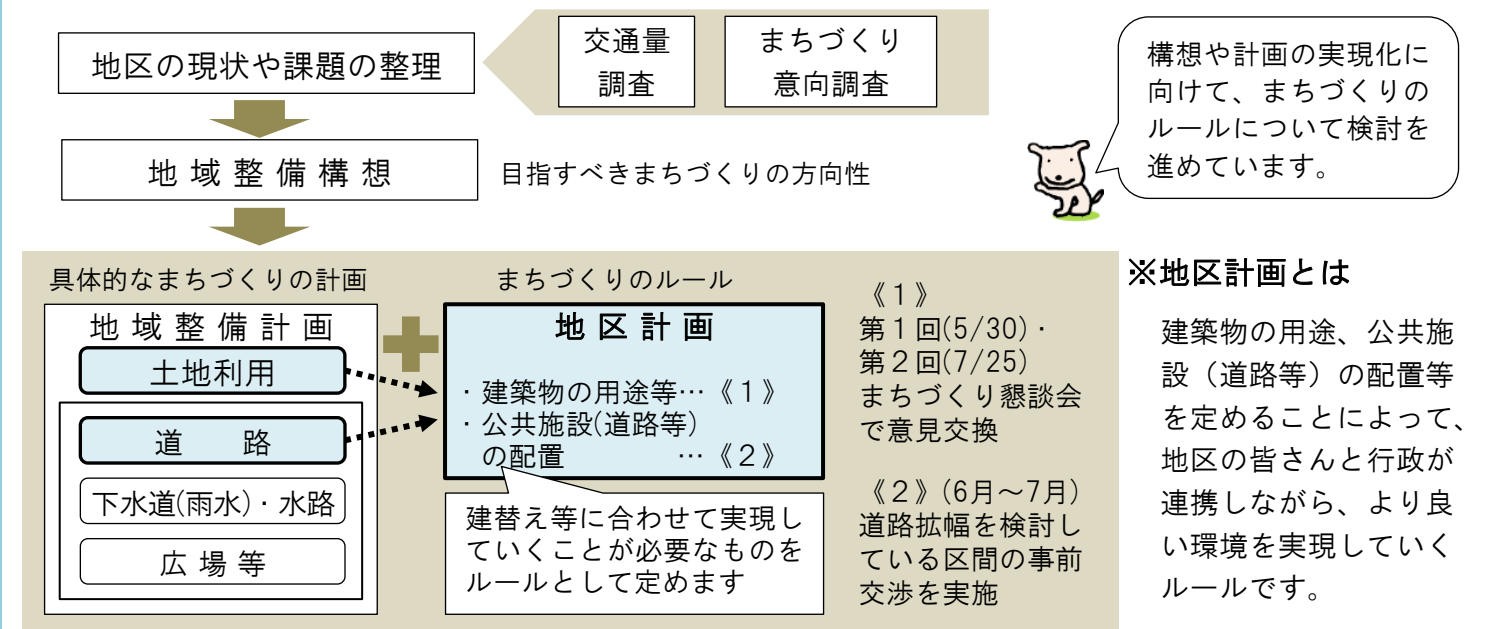 地区の現状や課題の整理
交通量
調査
まちづくり
意向調査
構想や計画の実現化に
向けて、まちづくりの
ルールについて検討を
進めています。
地域整備構想
目指すべきまちづくりの方向性
具体的なまちづくりの計画
地域整備計画
土地利用
道　　路
下水道(雨水)・水路
広場等
まちづくりのルール
地区計画
・建築物の用途等…《１》
・公共施設(道路等)
の配置　　　　…《２》
建替え等に合わせて実現し
ていくことが必要なものを
ルールとして定めます
《１》
第１回(5/30)・
第２回(7/25)
まちづくり懇談会
で意見交換
《２》(6月～7月)
道路拡幅を検討し
ている区間の事前
交渉を実施
※地区計画とは
建築物の用途、公共施
設（道路等）の配置等
を定めることによって、
地区の皆さんと行政が
連携しながら、より良
い環境を実現していく
ルールです。